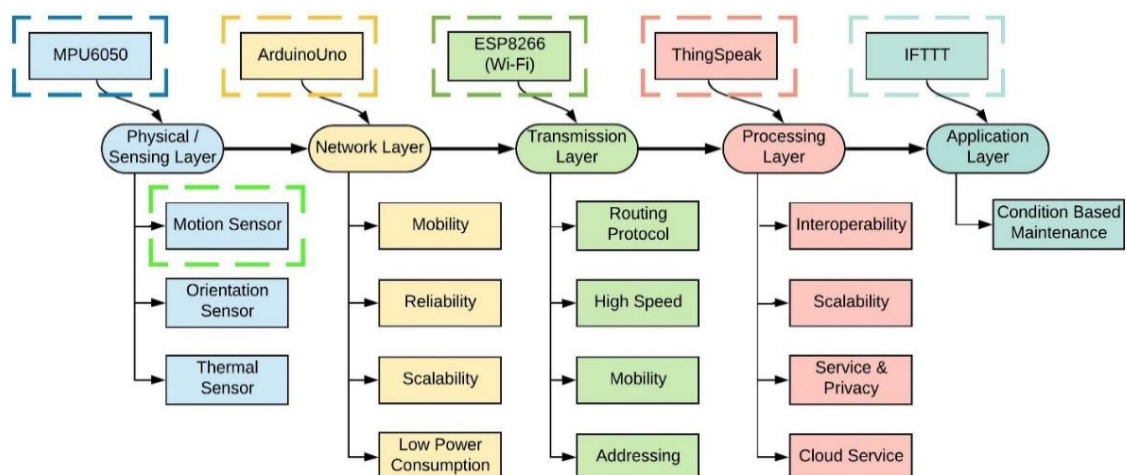 MPU6050
ArduinoUno
ESP8266
(Wi-Fi)
ThingSpeak
IFTTT
Physical /
Sensing Layer
Network Layer
Transmission
Layer
Processing
Layer
Application
Layer
Motion Sensor
Orientation
Sensor
Thermal
Sensor
Mobility
Reliability
Scalability
Low Power
Consumption
Routing
Protocol
High Speed
Mobility
Addressing
Interoperability
Scalability
Service &
Privacy
Cloud Service
Condition Based
Maintenance